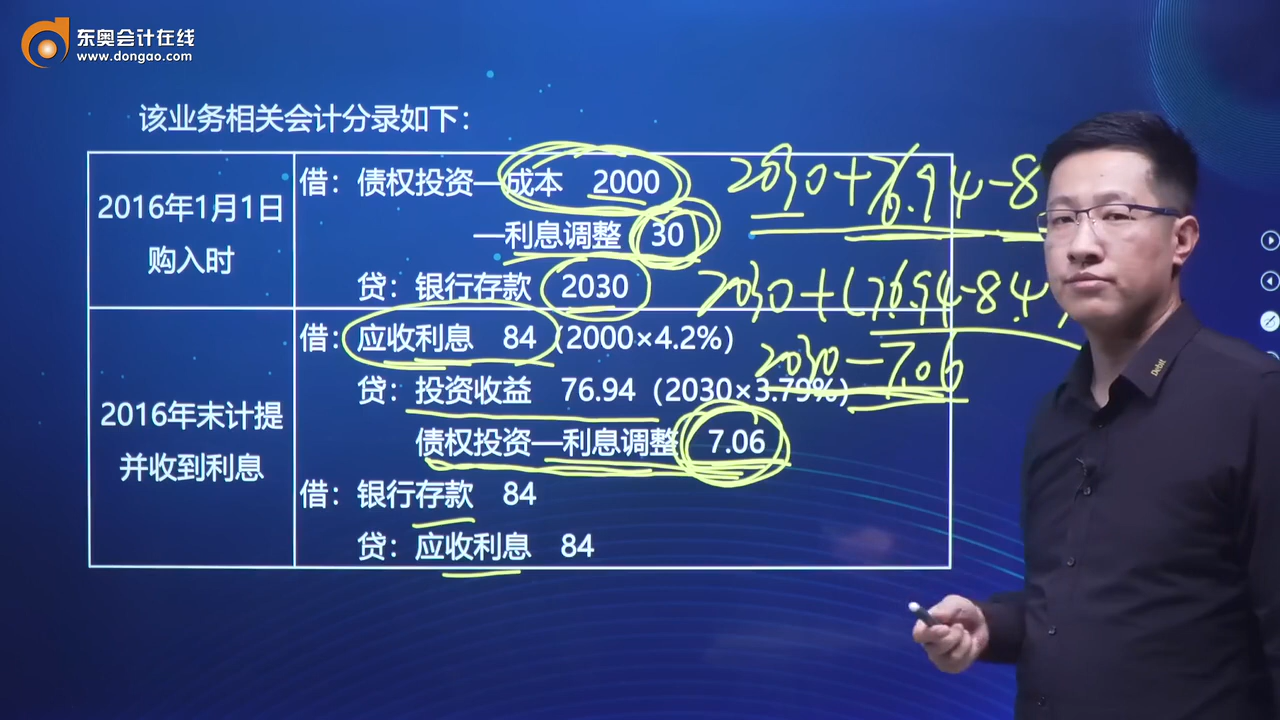 东奥会计在线
www.dongao.com
该业务相关会计分录如下：
2016年1月1日
购入时
借：债权投资—成本 2000
—利息调整 30
贷：银行存款 2030
2030+76.94-8
2030+(76.94-84)
2030-7.06
2016年末计提
并收到利息
借：应收利息 84（2000×4.2%）
贷：投资收益 76.94（2030×3.79%）
债权投资—利息调整 7.06
借：银行存款 84
贷：应收利息 84
Debit